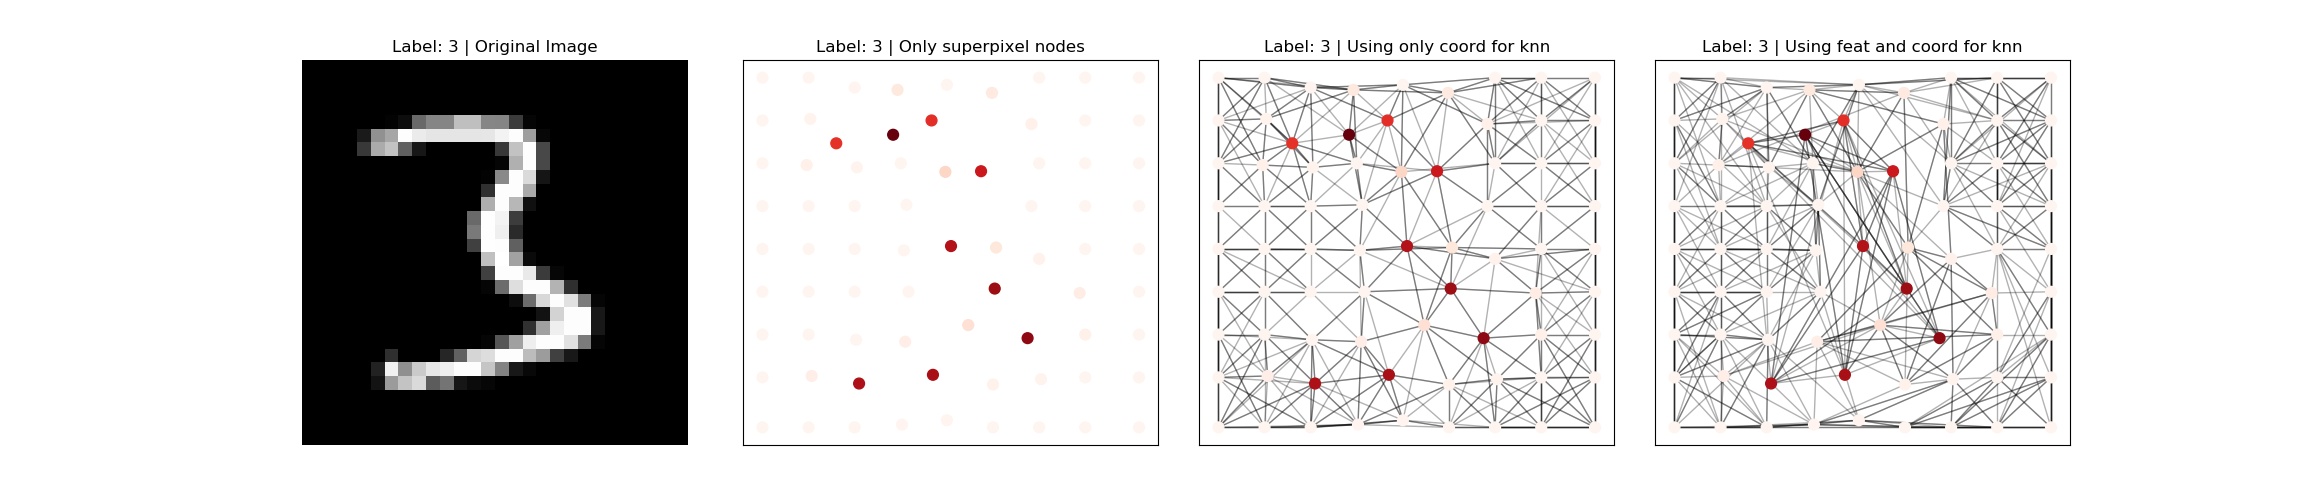 Label: 3 | Original Image
Label: 3 | Only superpixel nodes
Label: 3 | Using only coord for knn
Label: 3 | Using feat and coord for knn